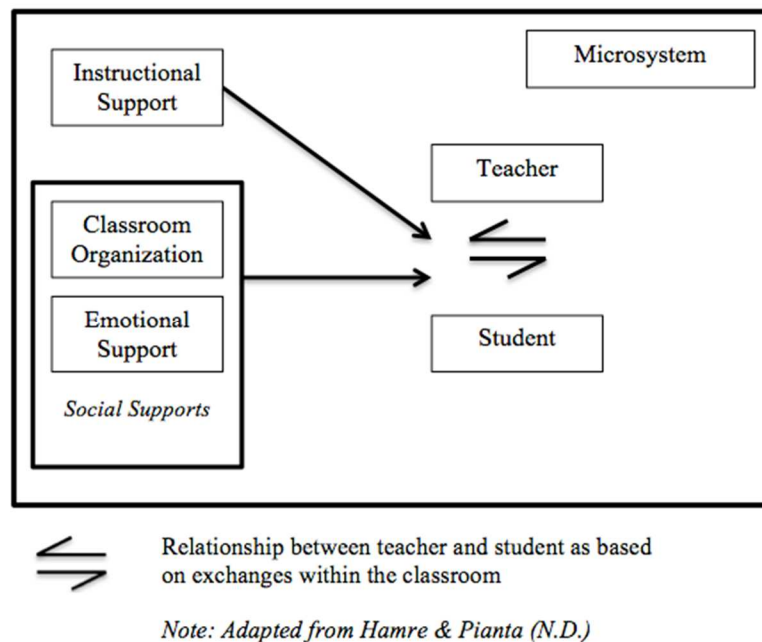 Instructional
Support
Microsystem
Teacher
Classroom
Organization
Emotional
Support
Student
Social Supports
Relationship between teacher and student as based
on exchanges within the classroom
Note: Adapted from Hamre & Pianta (N.D.)